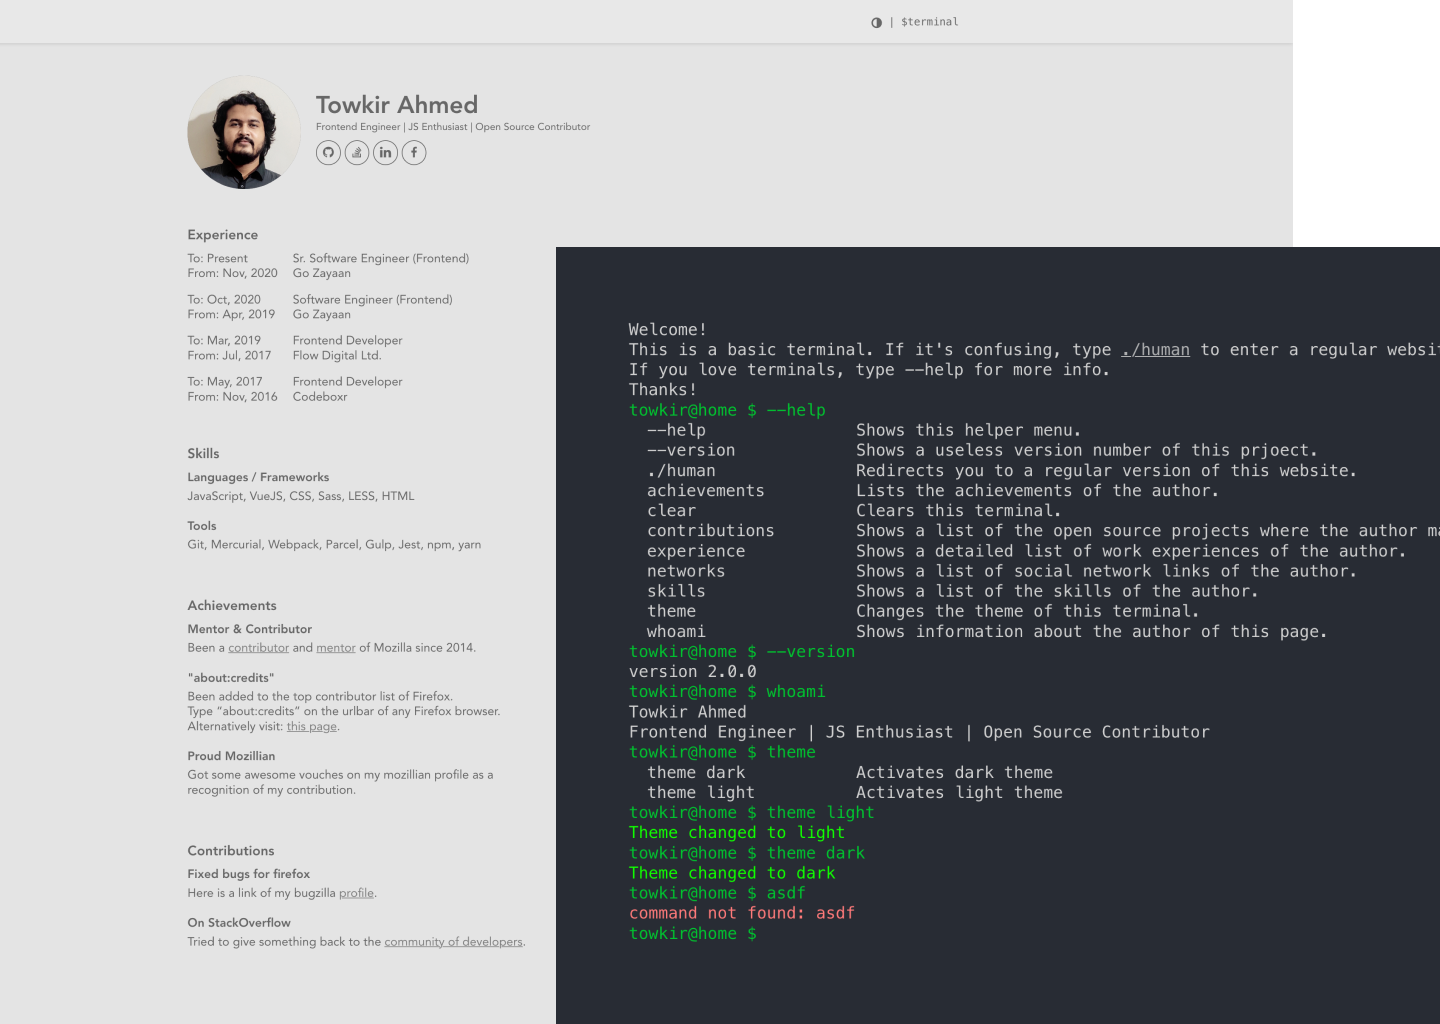 | $terminal
Towkir Ahmed
Frontend Engineer | JS Enthusiast | Open Source Contributor
Experience
To: Present Sr. Software Engineer (Frontend)
From: Nov, 2020 Go Zayaan
To: Oct, 2020 Software Engineer (Frontend)
From: Apr, 2019 Go Zayaan
To: Mar, 2019 Frontend Developer
From: Jul, 2017 Flow Digital Ltd.
To: May, 2017 Frontend Developer
From: Nov, 2016 Codeboxr
Skills
Languages / Frameworks
JavaScript, VueJS, CSS, Sass, LESS, HTML
Tools
Git, Mercurial, Webpack, Parcel, Gulp, Jest, npm, yarn
Achievements
Mentor & Contributor
Been a contributor and mentor of Mozilla since 2014.
"about:credits"
Been added to the top contributor list of Firefox.
Type “about:credits” on the urlbar of any Firefox browser.
Alternatively visit: this page.
Proud Mozillian
Got some awesome vouches on my mozillian profile as a
recognition of my contribution.
Contributions
Fixed bugs for firefox
Here is a link of my bugzilla profile.
On StackOverflow
Tried to give something back to the community of developers.
Welcome!
This is a basic terminal. If it's confusing, type ./human to enter a regular
If you love terminals, type --help for more info.
Thanks!
towkir@home $ --help
--help Shows this helper menu.
--version Shows a useless version number of this prjoect.
./human Redirects you to a regular version of this website.
achievements Lists the achievements of the author.
clear Clears this terminal.
contributions Shows a list of the open source projects where the author
experience Shows a detailed list of work experiences of the author.
networks Shows a list of social network links of the author.
skills Shows a list of the skills of the author.
theme Changes the theme of this terminal.
whoami Shows information about the author of this page.
towkir@home $ --version
version 2.0.0
towkir@home $ whoami
Towkir Ahmed
Frontend Engineer | JS Enthusiast | Open Source Contributor
towkir@home $ theme
theme dark Activates dark theme
theme light Activates light theme
towkir@home $ theme light
Theme changed to light
towkir@home $ theme dark
Theme changed to dark
towkir@home $ asdf
command not found: asdf
towkir@home $